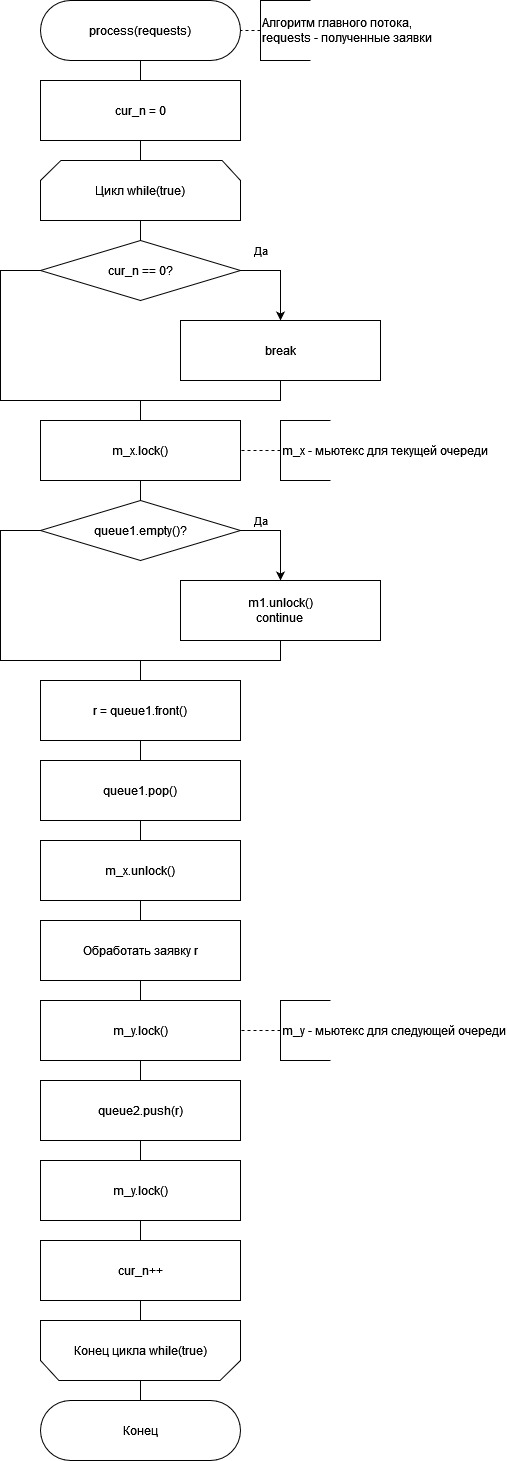 process(requests)
Алгоритм главного потока,
requests - полученные заявки
cur_n = 0
Цикл while(true)
cur_n == 0?
Да
break
m_x.lock()
m_x - мьютекс для текущей очереди
queue1.empty()?
Да
m1.unlock()
continue
r = queue1.front()
queue1.pop()
m_x.unlock()
Обработать заявку r
m_y.lock()
m_y - мьютекс для следующей очереди
queue2.push(r)
m_y.lock()
cur_n++
Конец цикла while(true)
Конец